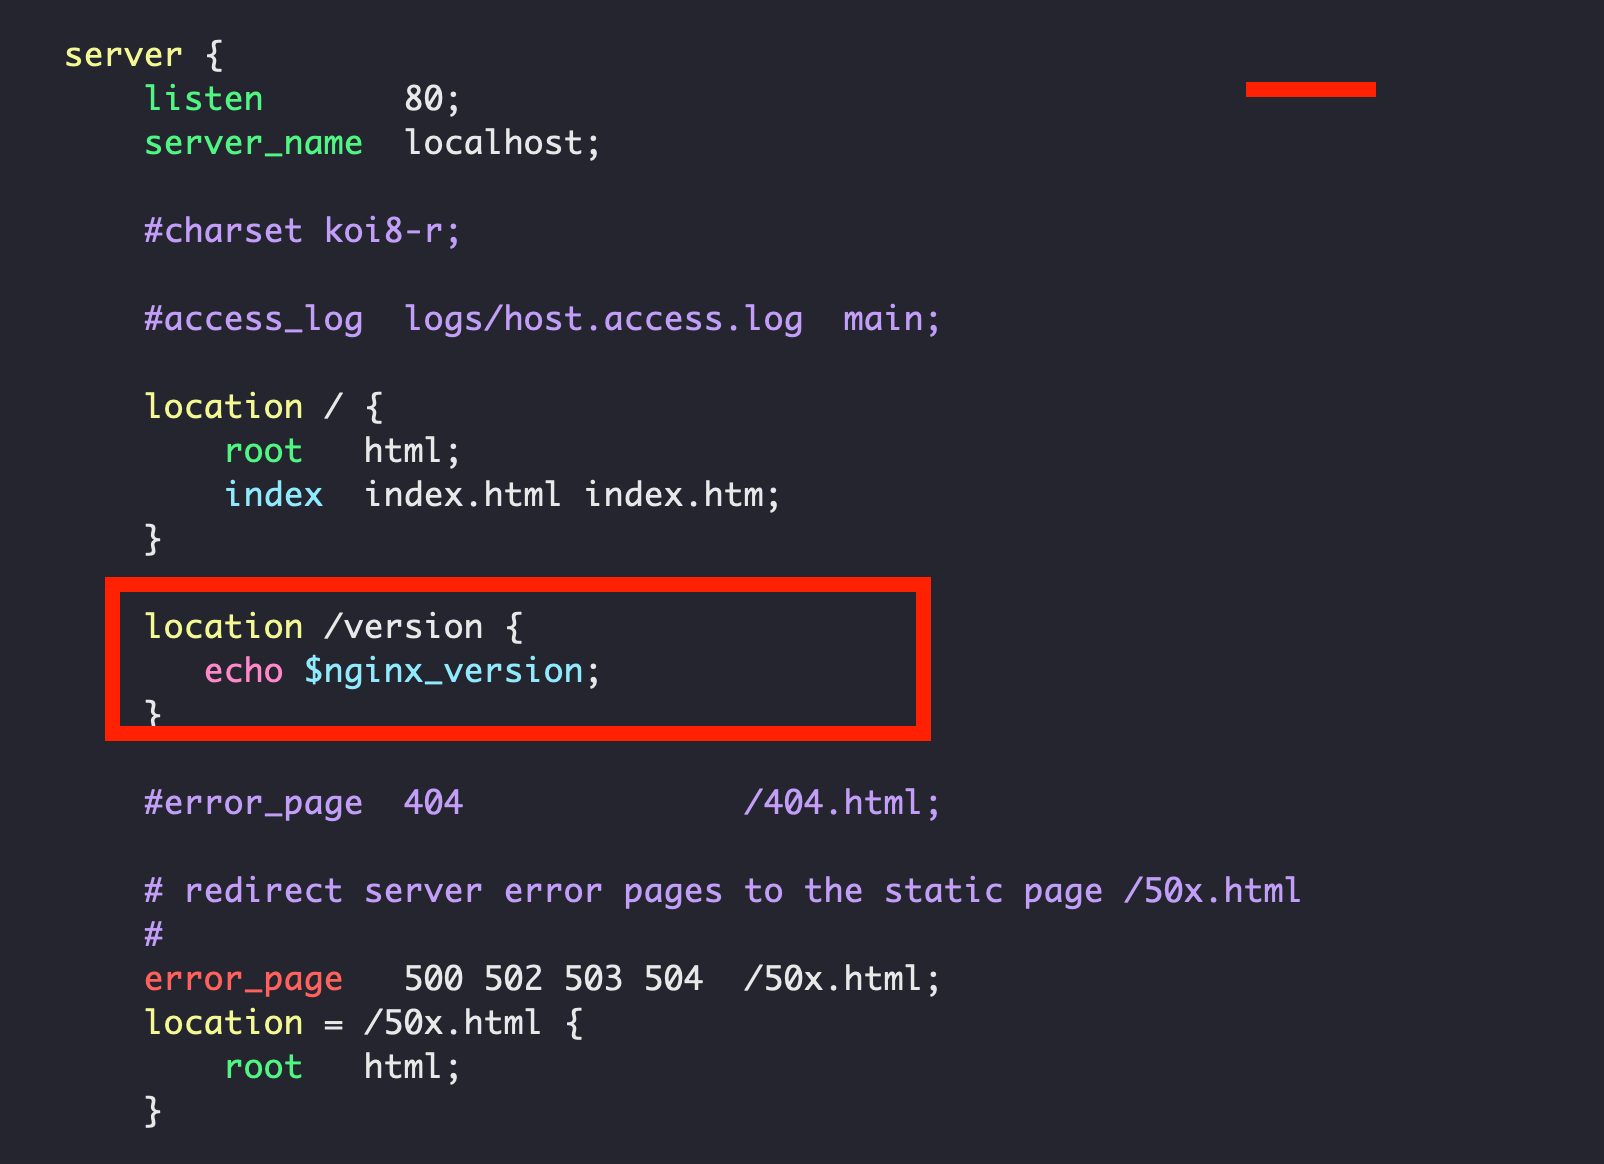 server {
    listen       80;
    server_name  localhost;

    #charset koi8-r;

    #access_log  logs/host.access.log  main;

    location / {
        root   html;
        index  index.html index.htm;
    }

    location /version {
       echo $nginx_version;
    }

    #error_page  404              /404.html;

    # redirect server error pages to the static page /50x.html
    #
    error_page   500 502 503 504  /50x.html;
    location = /50x.html {
        root   html;
    }